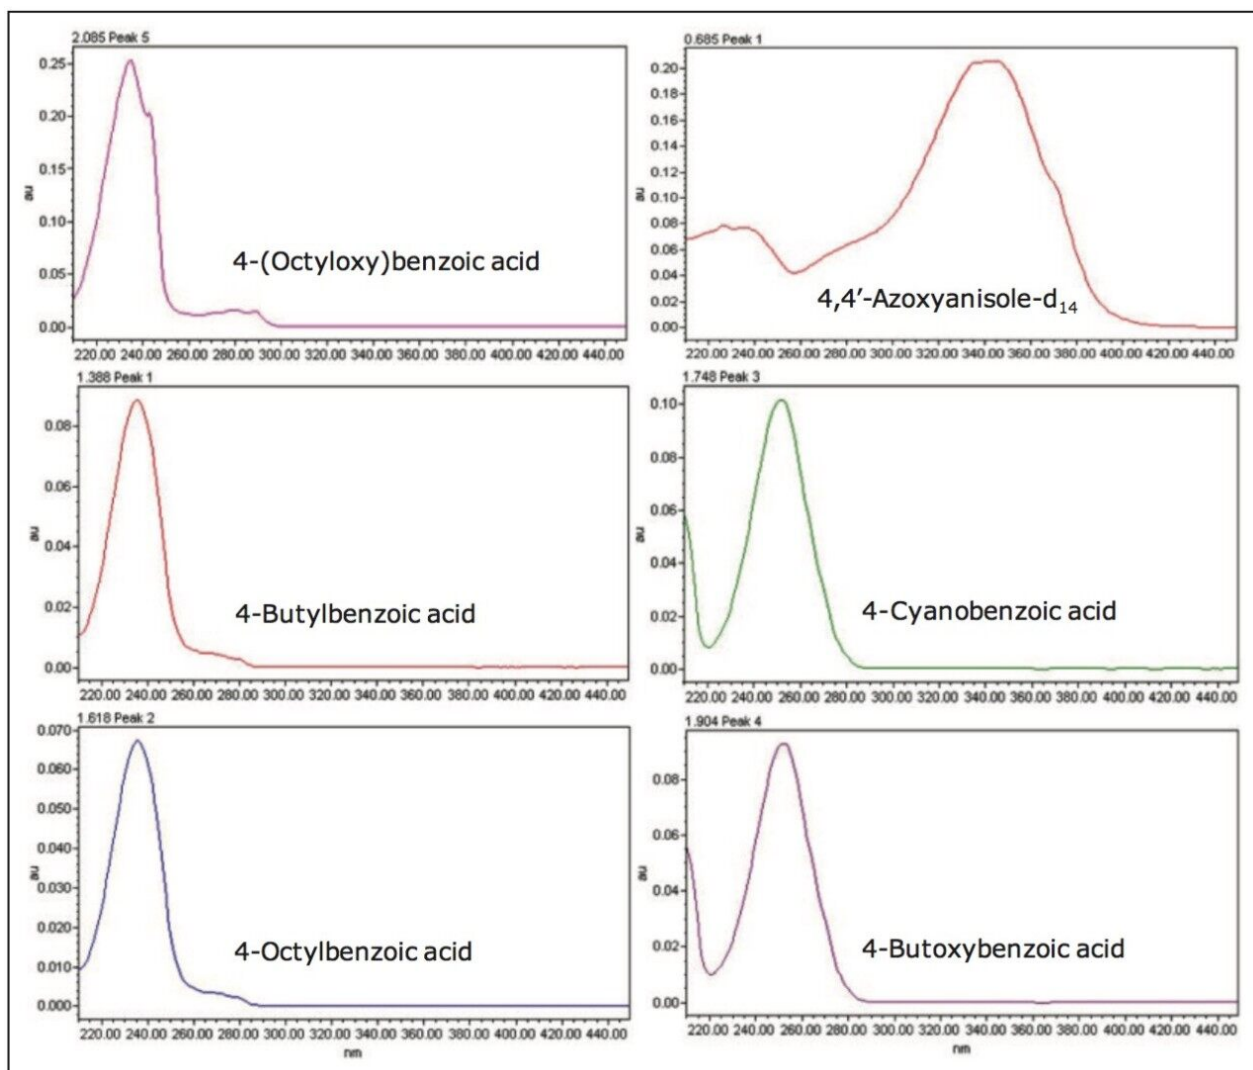 2.085 Peak 5
0.25
0.20
0.15
0.10
0.05
0.00
au
4-(Octyloxy)benzoic acid
220.00 240.00 260.00 280.00 300.00 320.00 340.00 360.00 380.00 400.00 420.00 440.00
0.685 Peak 1
0.20
0.18
0.16
0.14
0.12
0.10
0.08
0.06
0.04
0.02
0.00
au
4,4′-Azoxyanisole-d14
220.00 240.00 260.00 280.00 300.00 320.00 340.00 360.00 380.00 400.00 420.00 440.00
1.388 Peak 1
0.08
0.06
0.04
0.02
0.00
au
4-Butylbenzoic acid
220.00 240.00 260.00 280.00 300.00 320.00 340.00 360.00 380.00 400.00 420.00 440.00
1.748 Peak 3
0.10
0.08
0.06
0.04
0.02
0.00
au
4-Cyanobenzoic acid
220.00 240.00 260.00 280.00 300.00 320.00 340.00 360.00 380.00 400.00 420.00 440.00
1.618 Peak 2
0.070
0.060
0.050
0.040
0.030
0.020
0.010
0.000
au
4-Octylbenzoic acid
220.00 240.00 260.00 280.00 300.00 320.00 340.00 360.00 380.00 400.00 420.00 440.00
nm
1.904 Peak 4
0.08
0.06
0.04
0.02
0.00
au
4-Butoxybenzoic acid
220.00 240.00 260.00 280.00 300.00 320.00 340.00 360.00 380.00 400.00 420.00 440.00
nm